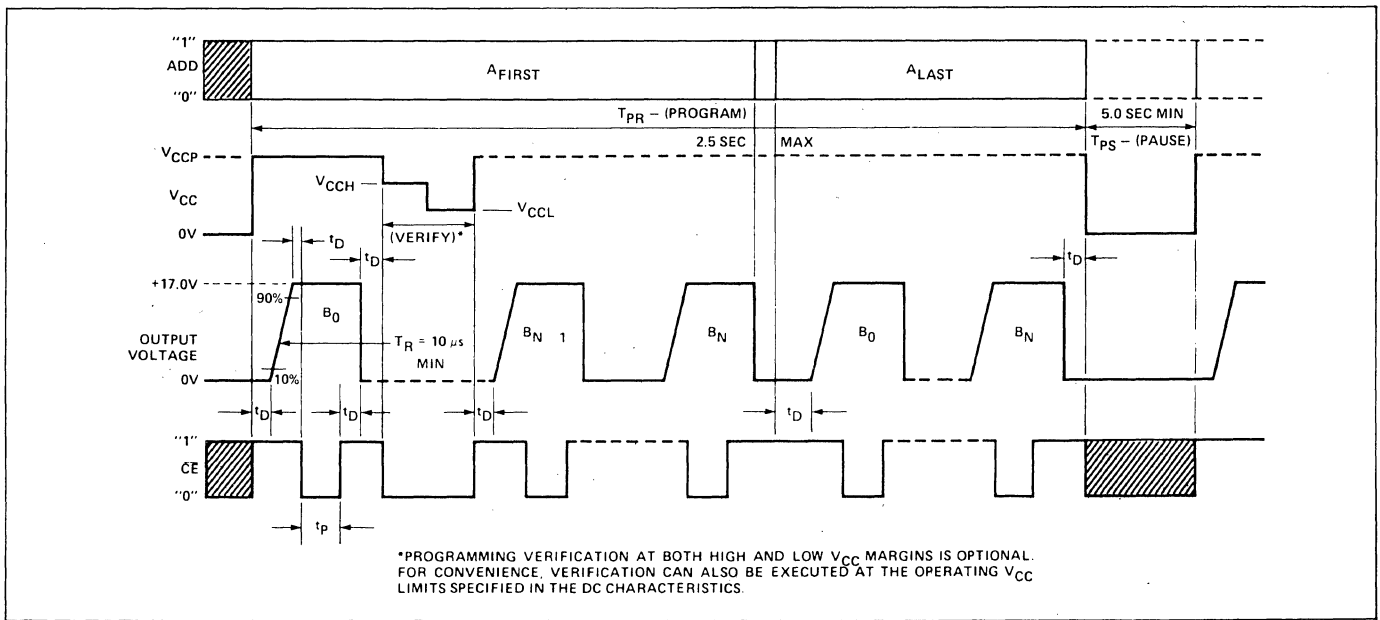 "1"
ADD
"0"
AFIRST
ALAST
TPR – (PROGRAM)
5.0 SEC MIN
2.5 SEC
MAX
TPS – (PAUSE)
VCCP
VCCH
VCC
VCCL
0V
(VERIFY)*
tD
tD
tD
+17.0V
90%
B0
BN 1
BN
B0
BN
OUTPUT
VOLTAGE
TR = 10 µs
MIN
0V
10%
tD
tD
tD
tD
"1"
CE
"0"
tP
*PROGRAMMING VERIFICATION AT BOTH HIGH AND LOW VCC MARGINS IS OPTIONAL.
FOR CONVENIENCE, VERIFICATION CAN ALSO BE EXECUTED AT THE OPERATING VCC
LIMITS SPECIFIED IN THE DC CHARACTERISTICS.